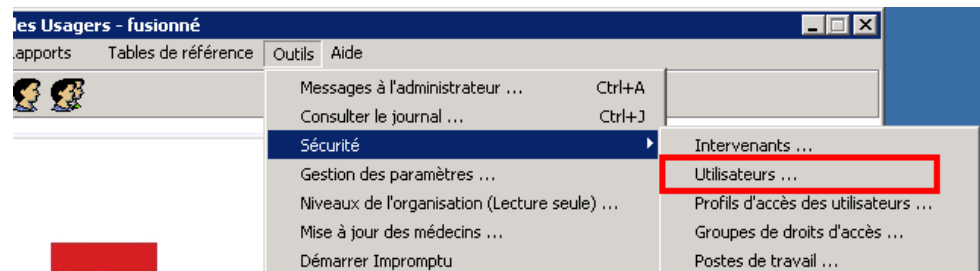 les Usagers - fusionné
apports Tables de référence Outils Aide
Messages à l'administrateur ... Ctrl+A
Consulter le journal ... Ctrl+J
Sécurité
Intervenants ...
Gestion des paramètres ...
Utilisateurs ...
Niveaux de l'organisation (Lecture seule) ...
Profils d'accès des utilisateurs ...
Mise à jour des médecins ...
Groupes de droits d'accès ...
Démarrer Impromptu
Postes de travail ...